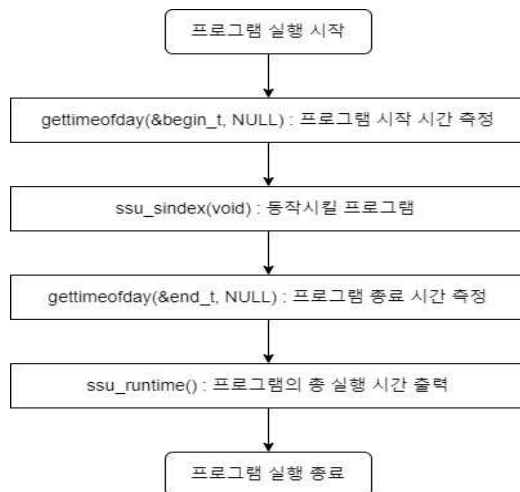 프로그램 실행 시작
gettimeofday(&begin_t, NULL) : 프로그램 시작 시간 측정
ssu_sindex(void) : 동작시킬 프로그램
gettimeofday(&end_t, NULL) : 프로그램 종료 시간 측정
ssu_runtime() : 프로그램의 총 실행 시간 출력
프로그램 실행 종료